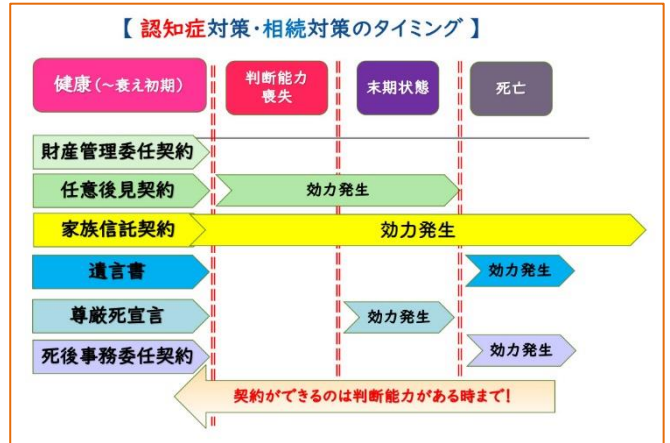 【 認知症対策・相続対策のタイミング 】
健康(～衰え初期)
判断能力
喪失
末期状態
死亡
財産管理委任契約
任意後見契約
効力発生
家族信託契約
効力発生
遺言書
効力発生
尊厳死宣言
効力発生
死後事務委任契約
効力発生
契約ができるのは判断能力がある時まで!